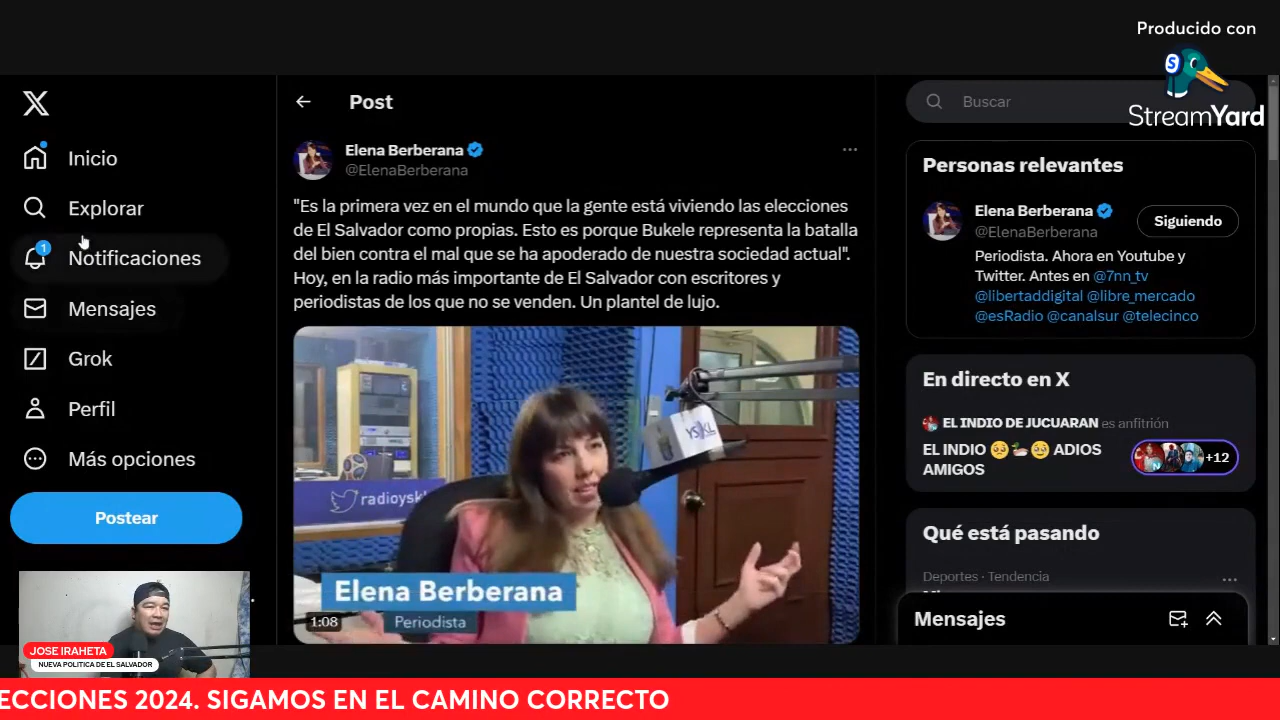 Producido con
StreamYard
Inicio
Explorar
1
Notificaciones
Mensajes
Grok
Perfil
Más opciones
Postear
Post
Elena Berberana
@ElenaBerberana
"Es la primera vez en el mundo que la gente está viviendo las elecciones
de El Salvador como propias. Esto es porque Bukele representa la batalla
del bien contra el mal que se ha apoderado de nuestra sociedad actual".
Hoy, en la radio más importante de El Salvador con escritores y
periodistas de los que no se venden. Un plantel de lujo.
YSKL
radioyskl
Elena Berberana
1:08
Periodista
Buscar
Personas relevantes
Elena Berberana
@ElenaBerberana
Siguiendo
Periodista. Ahora en Youtube y
Twitter. Antes en @7nn_tv
@libertaddigital @libre_mercado
@esRadio @canalsur @telecinco
En directo en X
EL INDIO DE JUCUARAN es anfitrión
EL INDIO 🥺🦆🥹 ADIOS
AMIGOS
+12
Qué está pasando
Deportes · Tendencia
Mensajes
JOSE IRAHETA
NUEVA POLITICA DE EL SALVADOR
ECCIONES 2024. SIGAMOS EN EL CAMINO CORRECTO